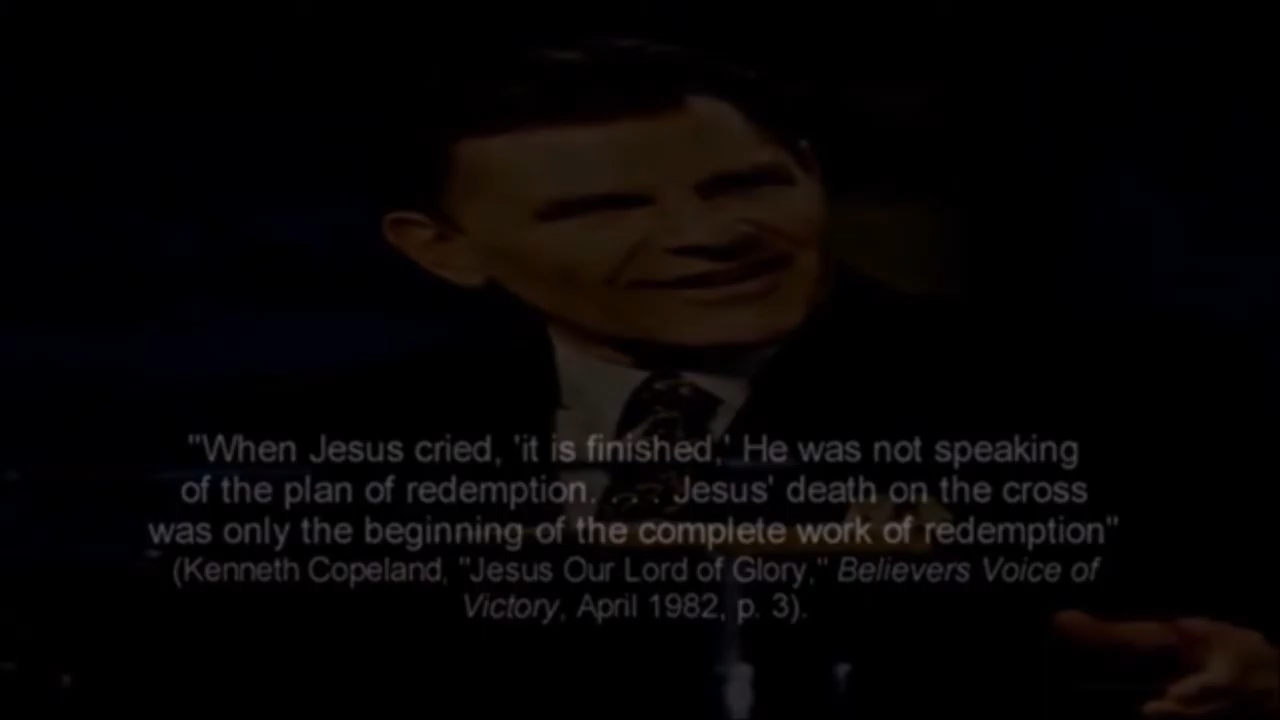 "When Jesus cried, 'it is finished,' He was not speaking
of the plan of redemption. . . . Jesus' death on the cross
was only the beginning of the complete work of redemption"
(Kenneth Copeland, "Jesus Our Lord of Glory," Believers Voice of
Victory, April 1982, p. 3).